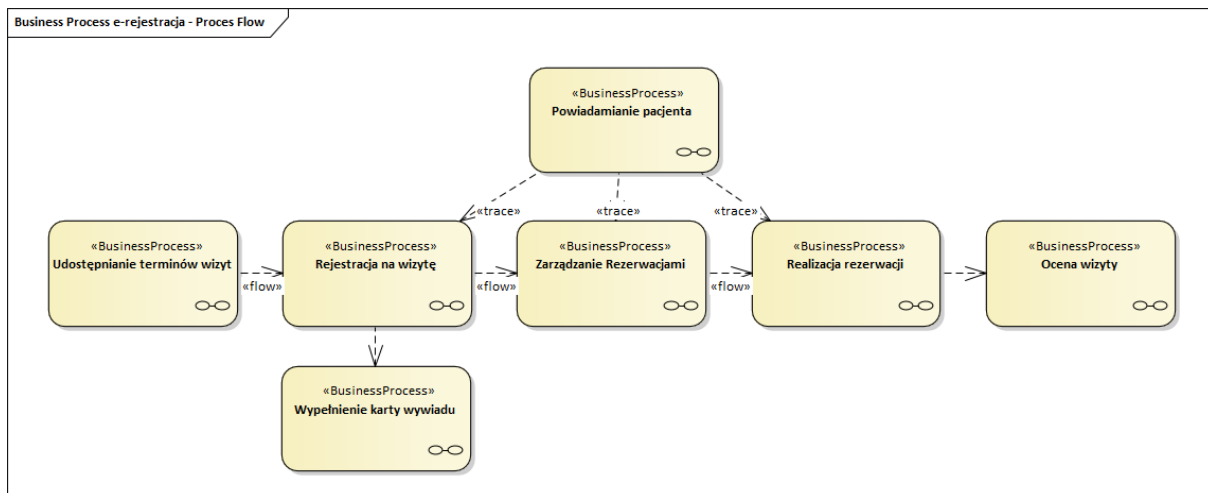 Business Process e-rejestracja - Proces Flow
«BusinessProcess»
Powiadamianie pacjenta
«trace»
«trace»
«trace»
«BusinessProcess»
Udostępnianie terminów wizyt
«flow»
«BusinessProcess»
Rejestracja na wizytę
«flow»
«BusinessProcess»
Zarządzanie Rezerwacjami
«flow»
«BusinessProcess»
Realizacja rezerwacji
«BusinessProcess»
Ocena wizyty
«BusinessProcess»
Wypełnienie karty wywiadu